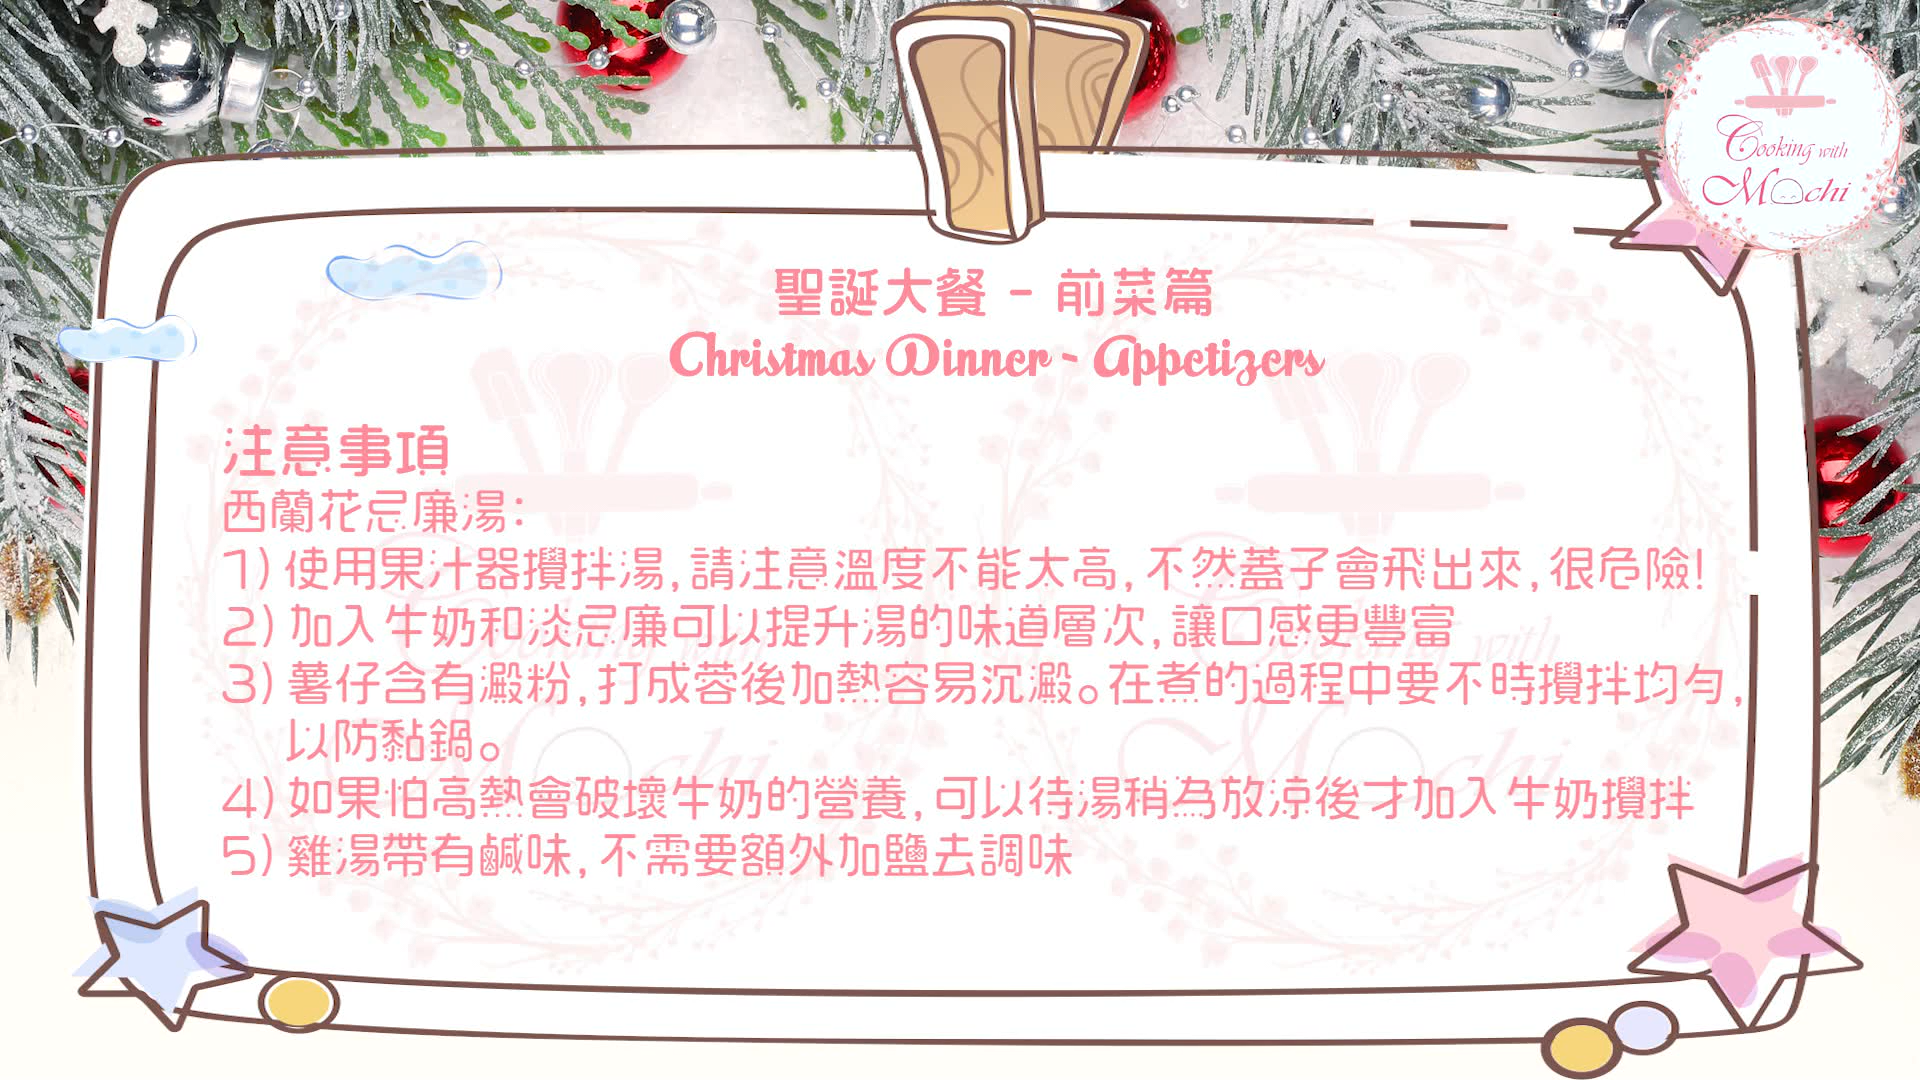 Cooking with
Mochi
聖誕大餐 - 前菜篇
Christmas Dinner - Appetizers
注意事項
西蘭花忌廉湯：
1) 使用果汁器攪拌湯，請注意溫度不能太高，不然蓋子會飛出來，很危險！
2) 加入牛奶和淡忌廉可以提升湯的味道層次，讓口感更豐富
3) 薯仔含有澱粉，打成蓉後加熱容易沉澱。在煮的過程中要不時攪拌均勻，
以防黏鍋。
4) 如果怕高熱會破壞牛奶的營養，可以待湯稍為放涼後才加入牛奶攪拌
5) 雞湯帶有鹹味，不需要額外加鹽去調味